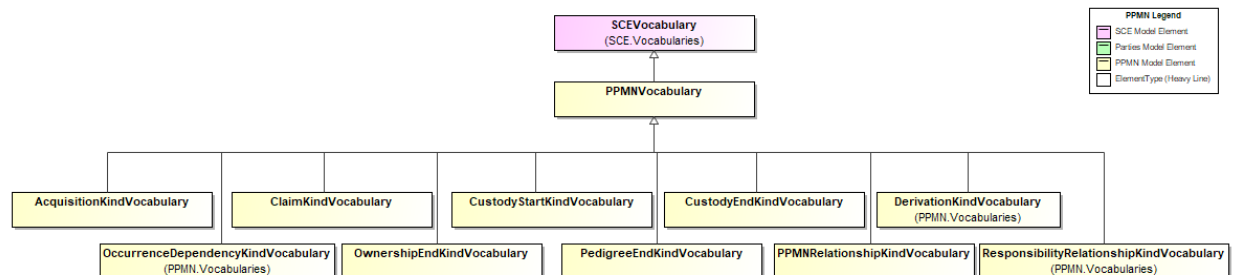 SCEVocabulary
(SCE.Vocabularies)
PPMN Legend
SCE Model Element
Parties Model Element
PPMN Model Element
ElementType (Heavy Line)
PPMNVocabulary
AcquisitionKindVocabulary
ClaimKindVocabulary
CustodyStartKindVocabulary
CustodyEndKindVocabulary
DerivationKindVocabulary
(PPMN.Vocabularies)
OccurrenceDependencyKindVocabulary
(PPMN.Vocabularies)
OwnershipEndKindVocabulary
PedigreeEndKindVocabulary
PPMNRelationshipKindVocabulary
ResponsibilityRelationshipKindVocabulary
(PPMN.Vocabularies)